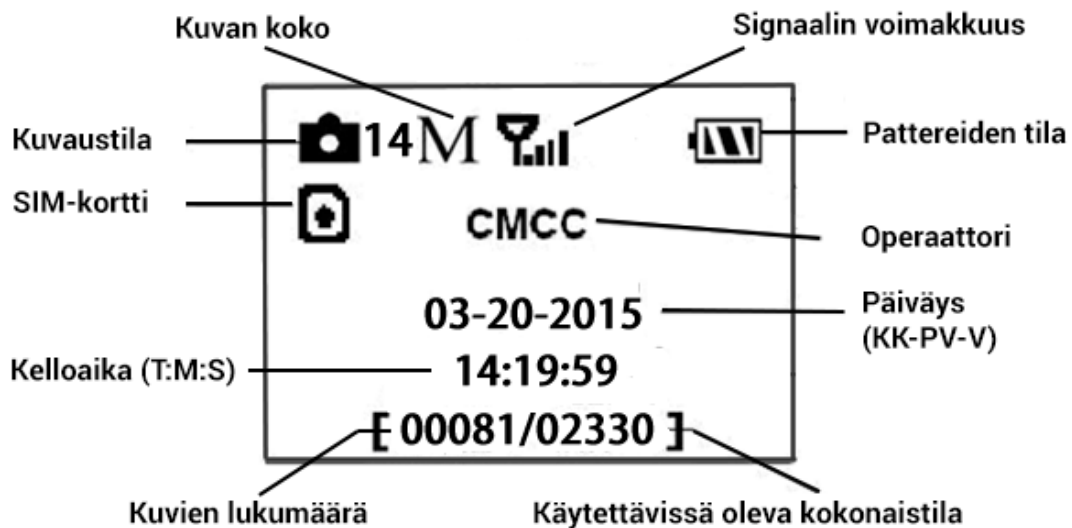 Kuvan koko
Signaalin voimakkuus
Kuvaustila
14M
Pattereiden tila
SIM-kortti
CMCC
Operaattori
03-20-2015
Päiväys
(KK-PV-V)
Kelloaika (T:M:S)
14:19:59
[ 00081/02330 ]
Kuvien lukumäärä
Käytettävissä oleva kokonaistila